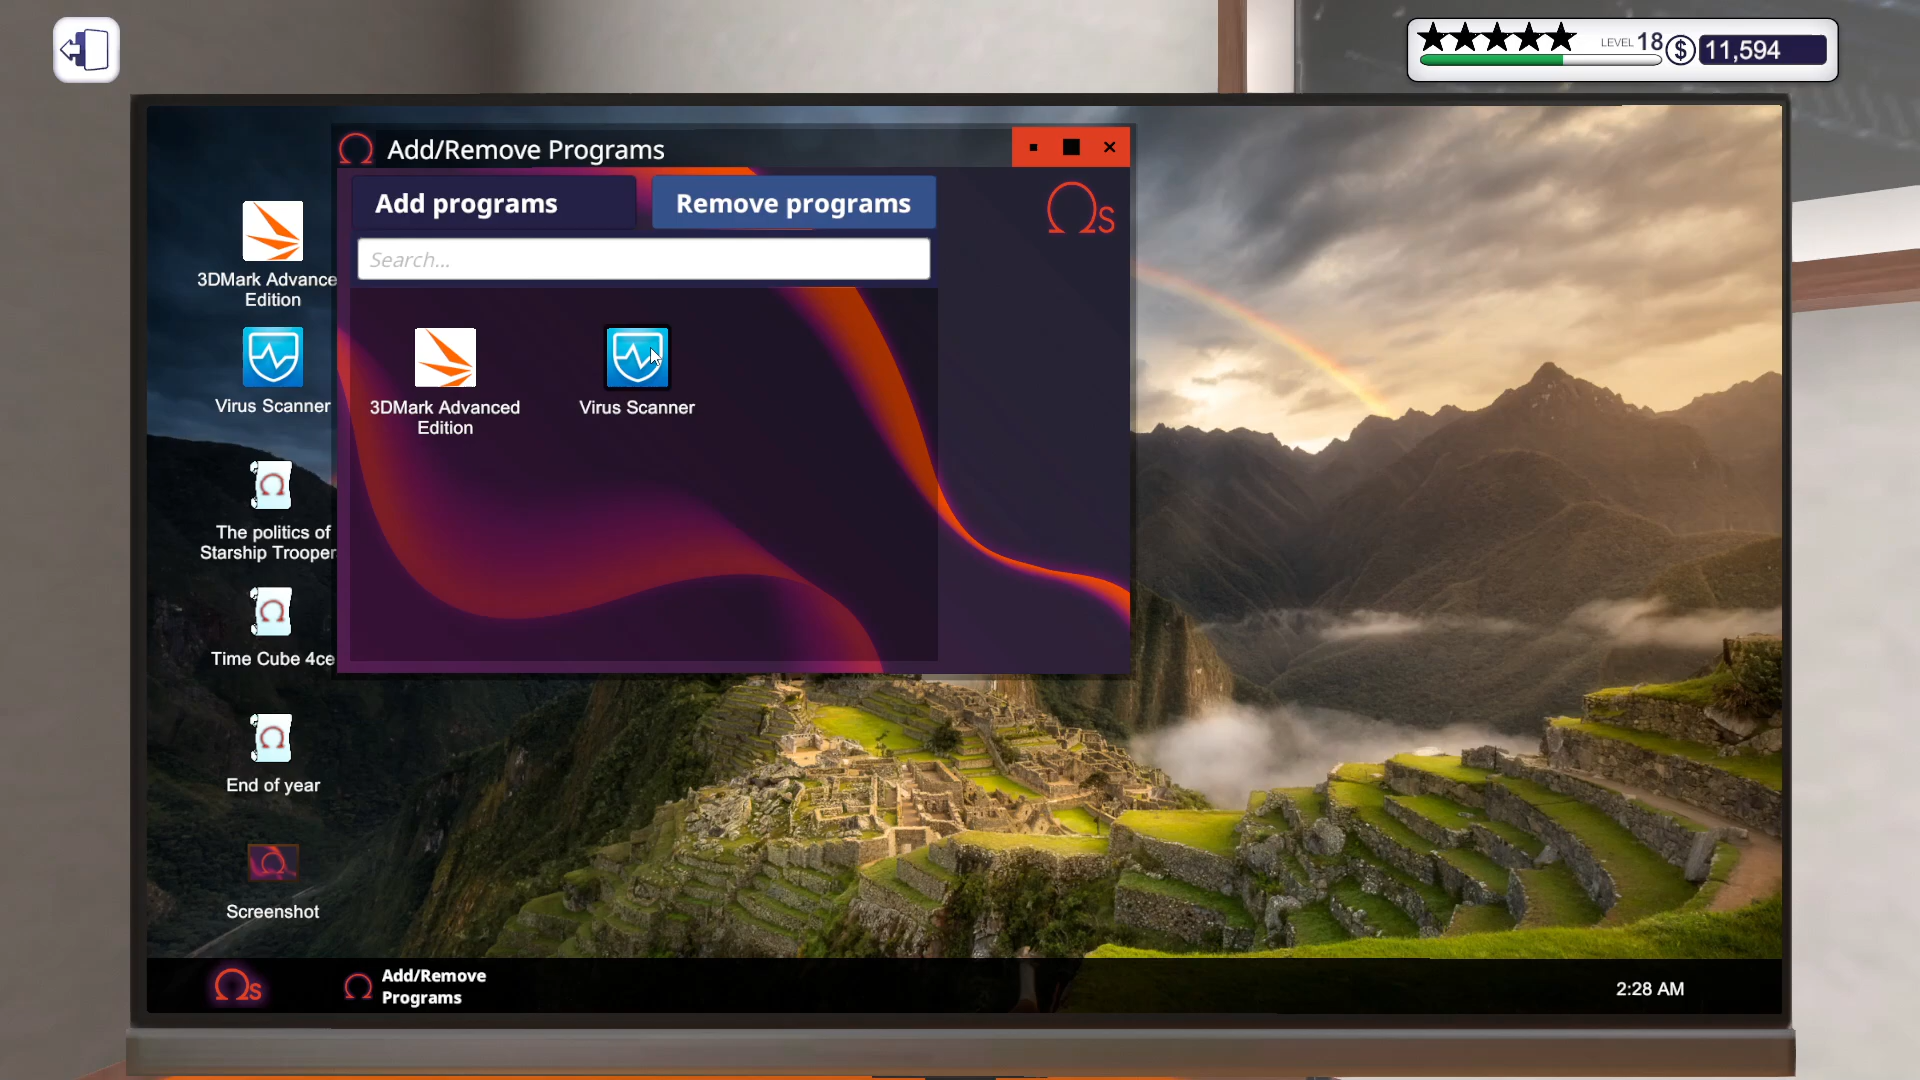 LEVEL 18
$ 11,594
Add/Remove Programs
Add programs
Remove programs
Ωs
Search...
3DMark Advance
Edition
Virus Scanner
The politics of
Starship Trooper
Time Cube 4ce
End of year
Screenshot
3DMark Advanced
Edition
Virus Scanner
Ωs
Add/Remove
Programs
2:28 AM